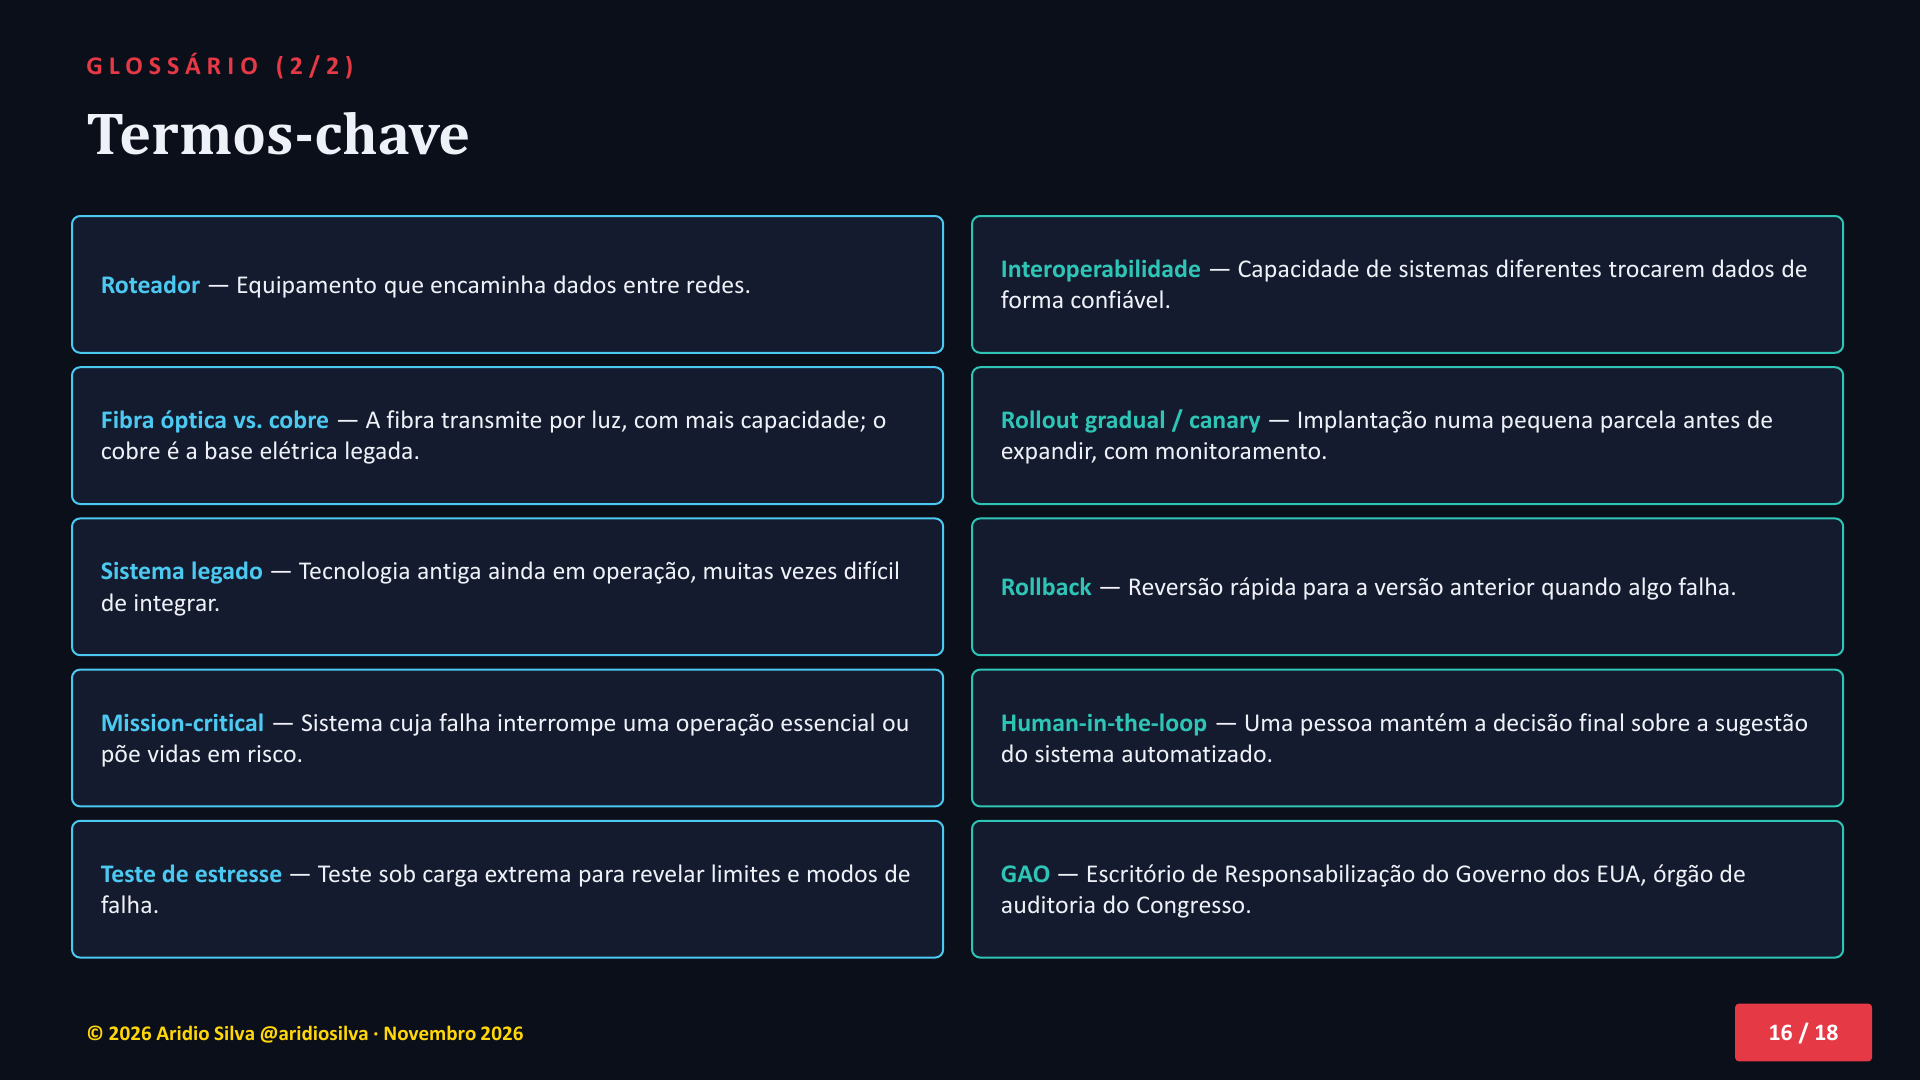 GLOSSÁRIO (2/2)
Termos-chave
Roteador — Equipamento que encaminha dados entre redes.
Fibra óptica vs. cobre — A fibra transmite por luz, com mais capacidade; o
cobre é a base elétrica legada.
Sistema legado — Tecnologia antiga ainda em operação, muitas vezes difícil
de integrar.
Mission-critical — Sistema cuja falha interrompe uma operação essencial ou
põe vidas em risco.
Teste de estresse — Teste sob carga extrema para revelar limites e modos de
falha.
Interoperabilidade — Capacidade de sistemas diferentes trocarem dados de
forma confiável.
Rollout gradual / canary — Implantação numa pequena parcela antes de
expandir, com monitoramento.
Rollback — Reversão rápida para a versão anterior quando algo falha.
Human-in-the-loop — Uma pessoa mantém a decisão final sobre a sugestão
do sistema automatizado.
GAO — Escritório de Responsabilização do Governo dos EUA, órgão de
auditoria do Congresso.
© 2026 Aridio Silva @aridiosilva · Novembro 2026
16 / 18